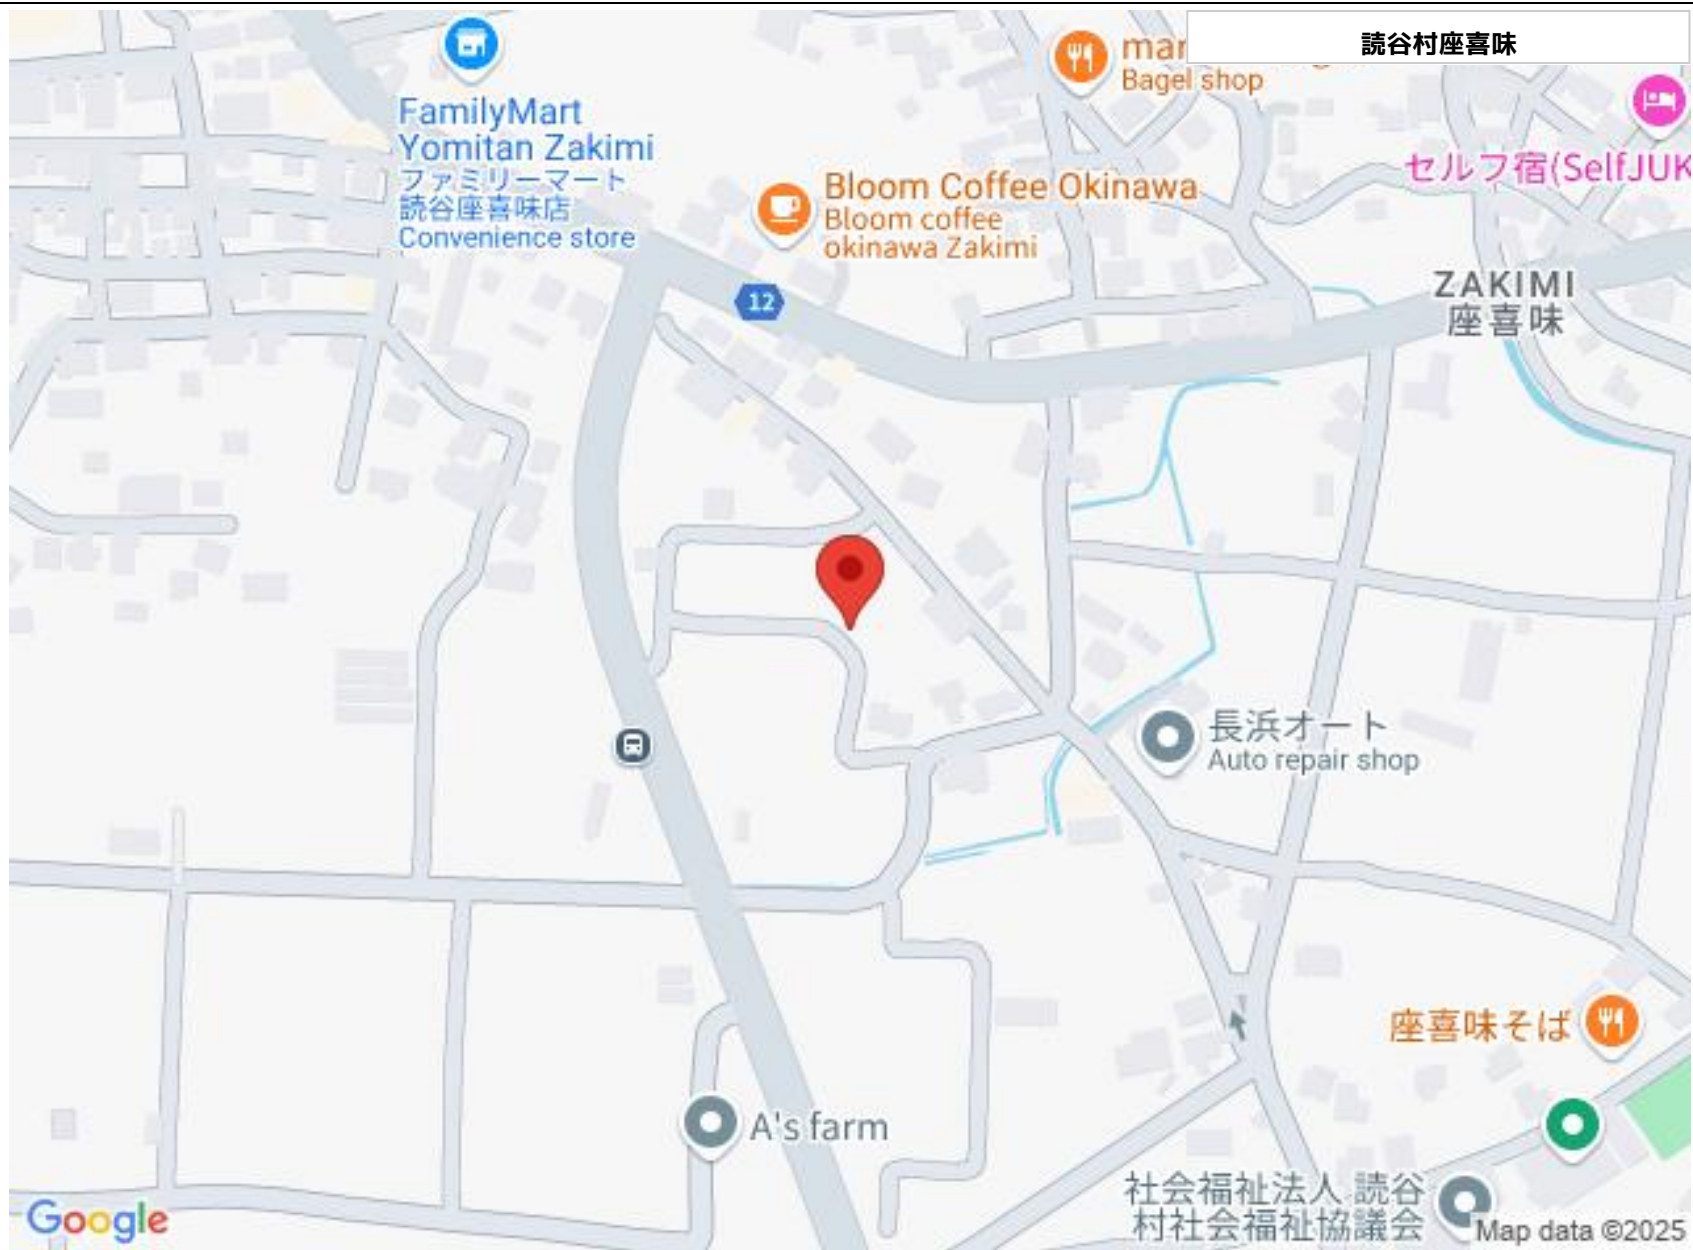 読谷村座喜味
mar
Bagel shop
FamilyMart
Yomitan Zakimi
ファミリーマート
読谷座喜味店
Convenience store
セルフ宿(SelfJUK
Bloom Coffee Okinawa
Bloom coffee
okinawa Zakimi
12
ZAKIMI
座喜味
長浜オート
Auto repair shop
座喜味そば
A's farm
社会福祉法人 読谷
村社会福祉協議会
Google
Map data ©2025